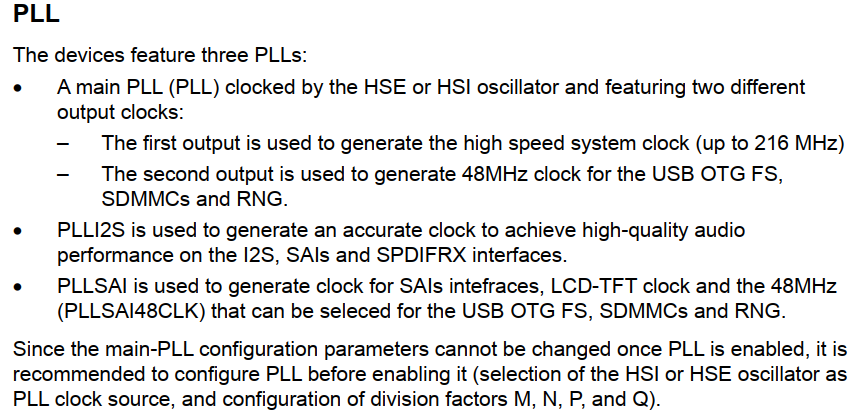 PLL
The devices feature three PLLs:
• A main PLL (PLL) clocked by the HSE or HSI oscillator and featuring two different
output clocks:
– The first output is used to generate the high speed system clock (up to 216 MHz)
– The second output is used to generate 48MHz clock for the USB OTG FS,
SDMMCs and RNG.
• PLLI2S is used to generate an accurate clock to achieve high-quality audio
performance on the I2S, SAIs and SPDIFRX interfaces.
• PLLSAI is used to generate clock for SAIs intefraces, LCD-TFT clock and the 48MHz
(PLLSAI48CLK) that can be seleced for the USB OTG FS, SDMMCs and RNG.
Since the main-PLL configuration parameters cannot be changed once PLL is enabled, it is
recommended to configure PLL before enabling it (selection of the HSI or HSE oscillator as
PLL clock source, and configuration of division factors M, N, P, and Q).